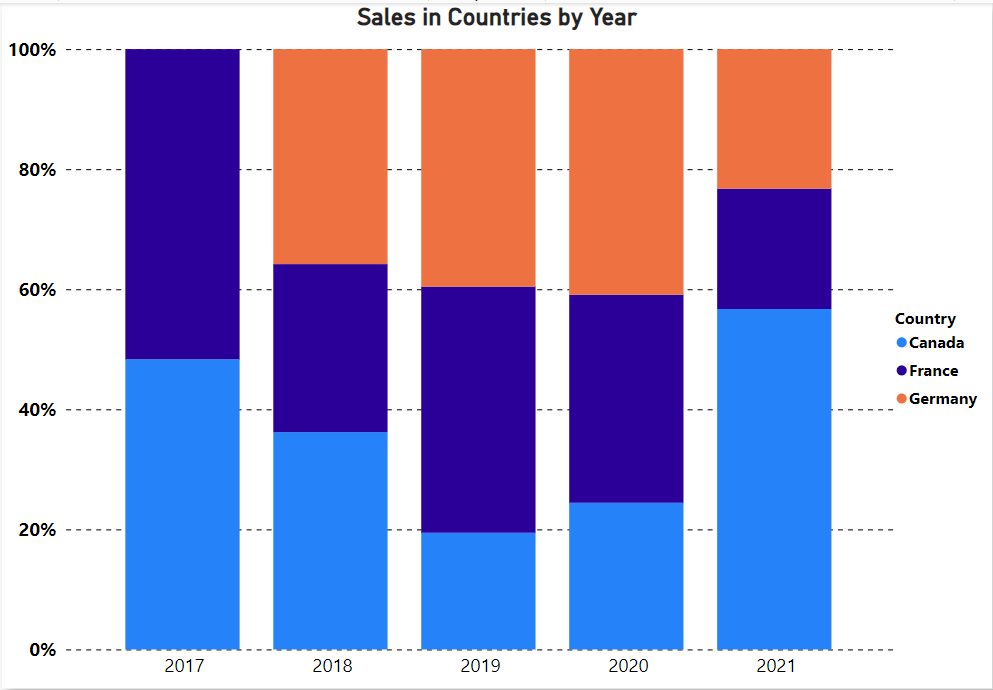 Sales in Countries by Year
100%
80%
60%
40%
20%
0%
2017 2018 2019 2020 2021
Country
Canada
France
Germany